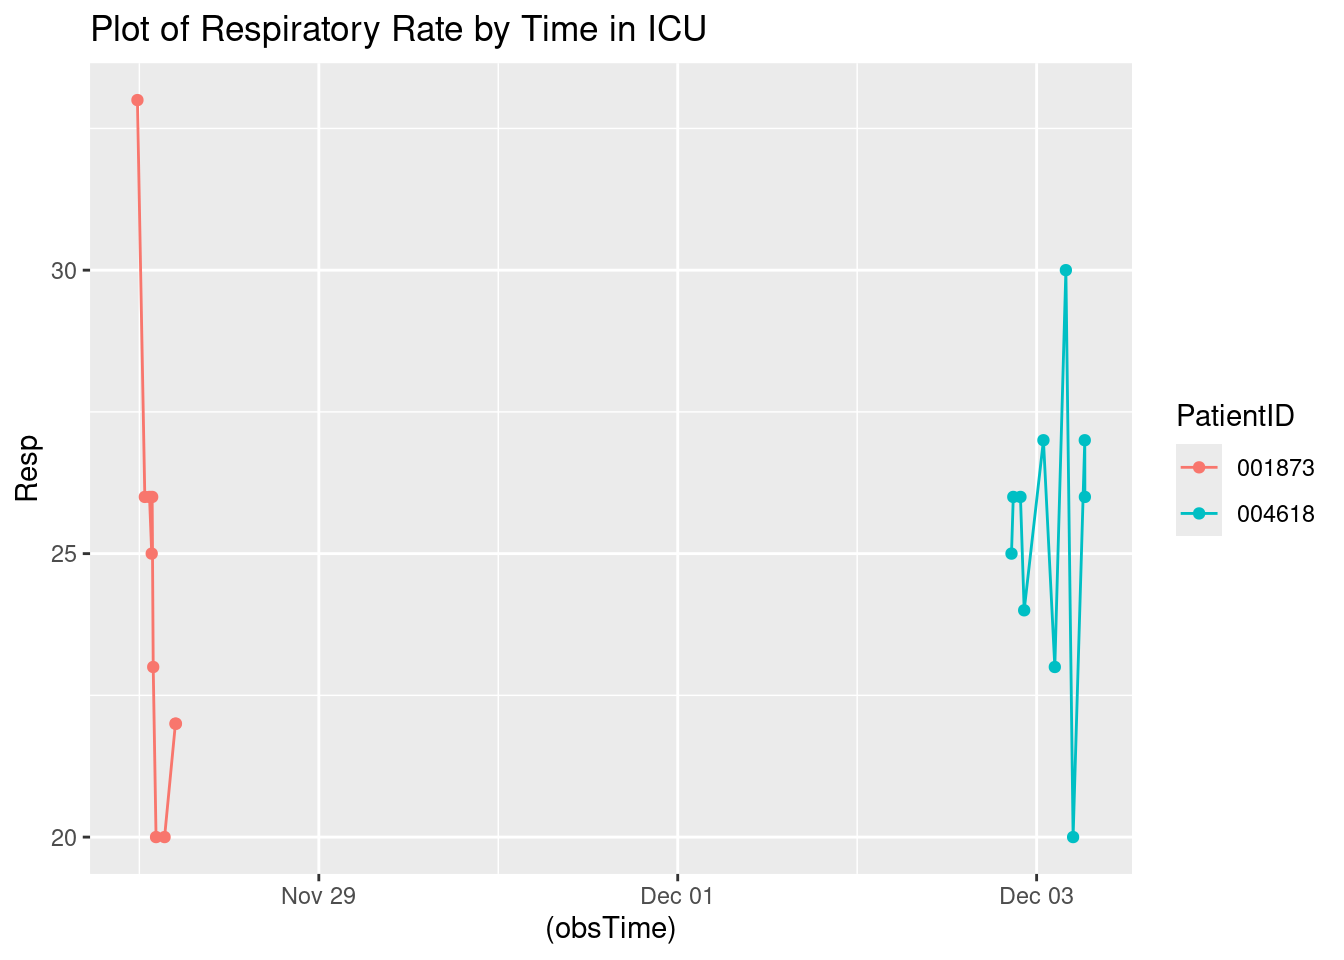 Plot of Respiratory Rate by Time in ICU
30
25
20
Resp
Nov 29
Dec 01
Dec 03
(obsTime)
PatientID
001873
004618